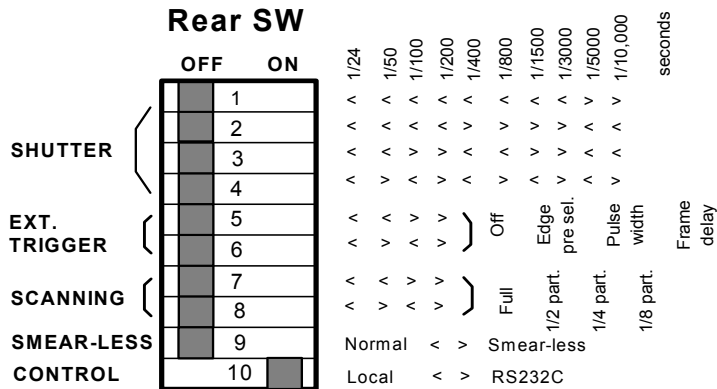 Rear SW
OFF ON
1/24 1/50 1/100 1/200 1/400 1/800 1/1500 1/3000 1/5000 1/10,000 seconds
SHUTTER
1 < < < < < < < < > >
2 < < < < > > > > < <
3 < < > > < < > > < <
4 < > < > < > < > < >
EXT. TRIGGER
5 < < > >
6 < > < >
Off
Edge pre sel.
Pulse width
Frame delay
SCANNING
7 < < > >
8 < > < >
Full
1/2 part.
1/4 part.
1/8 part.
SMEAR-LESS 9 Normal < > Smear-less
CONTROL 10 Local < > RS232C